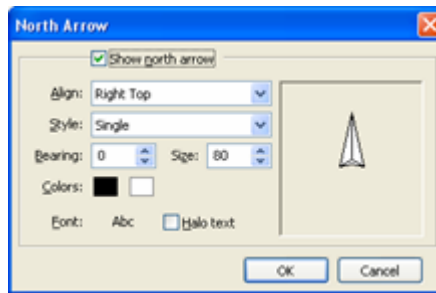 North Arrow
Show north arrow
Align: Right Top
Style: Single
Bearing: 0 Size: 80
Colors:
Font: Abc Halo text
OK Cancel